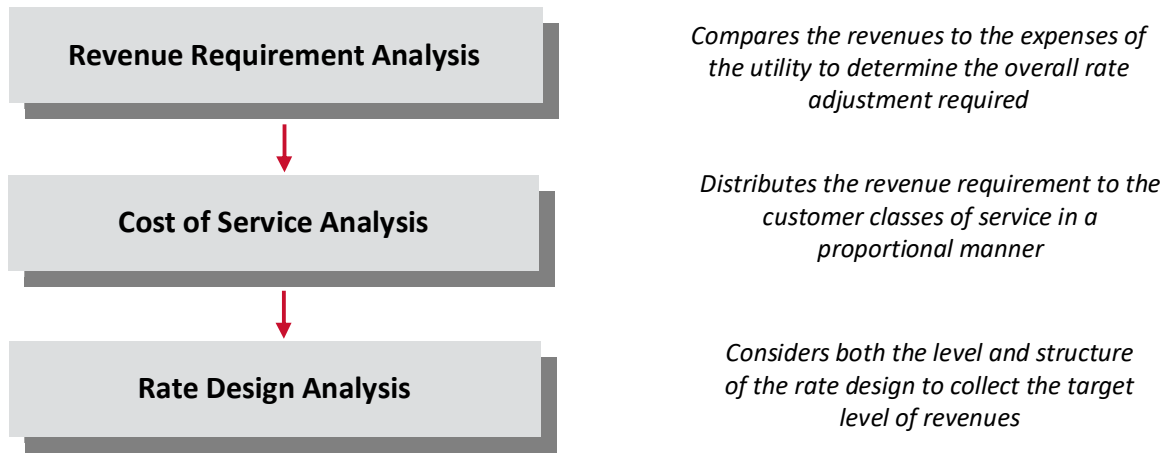 Revenue Requirement Analysis
Compares the revenues to the expenses of
the utility to determine the overall rate
adjustment required
Cost of Service Analysis
Distributes the revenue requirement to the
customer classes of service in a
proportional manner
Rate Design Analysis
Considers both the level and structure
of the rate design to collect the target
level of revenues